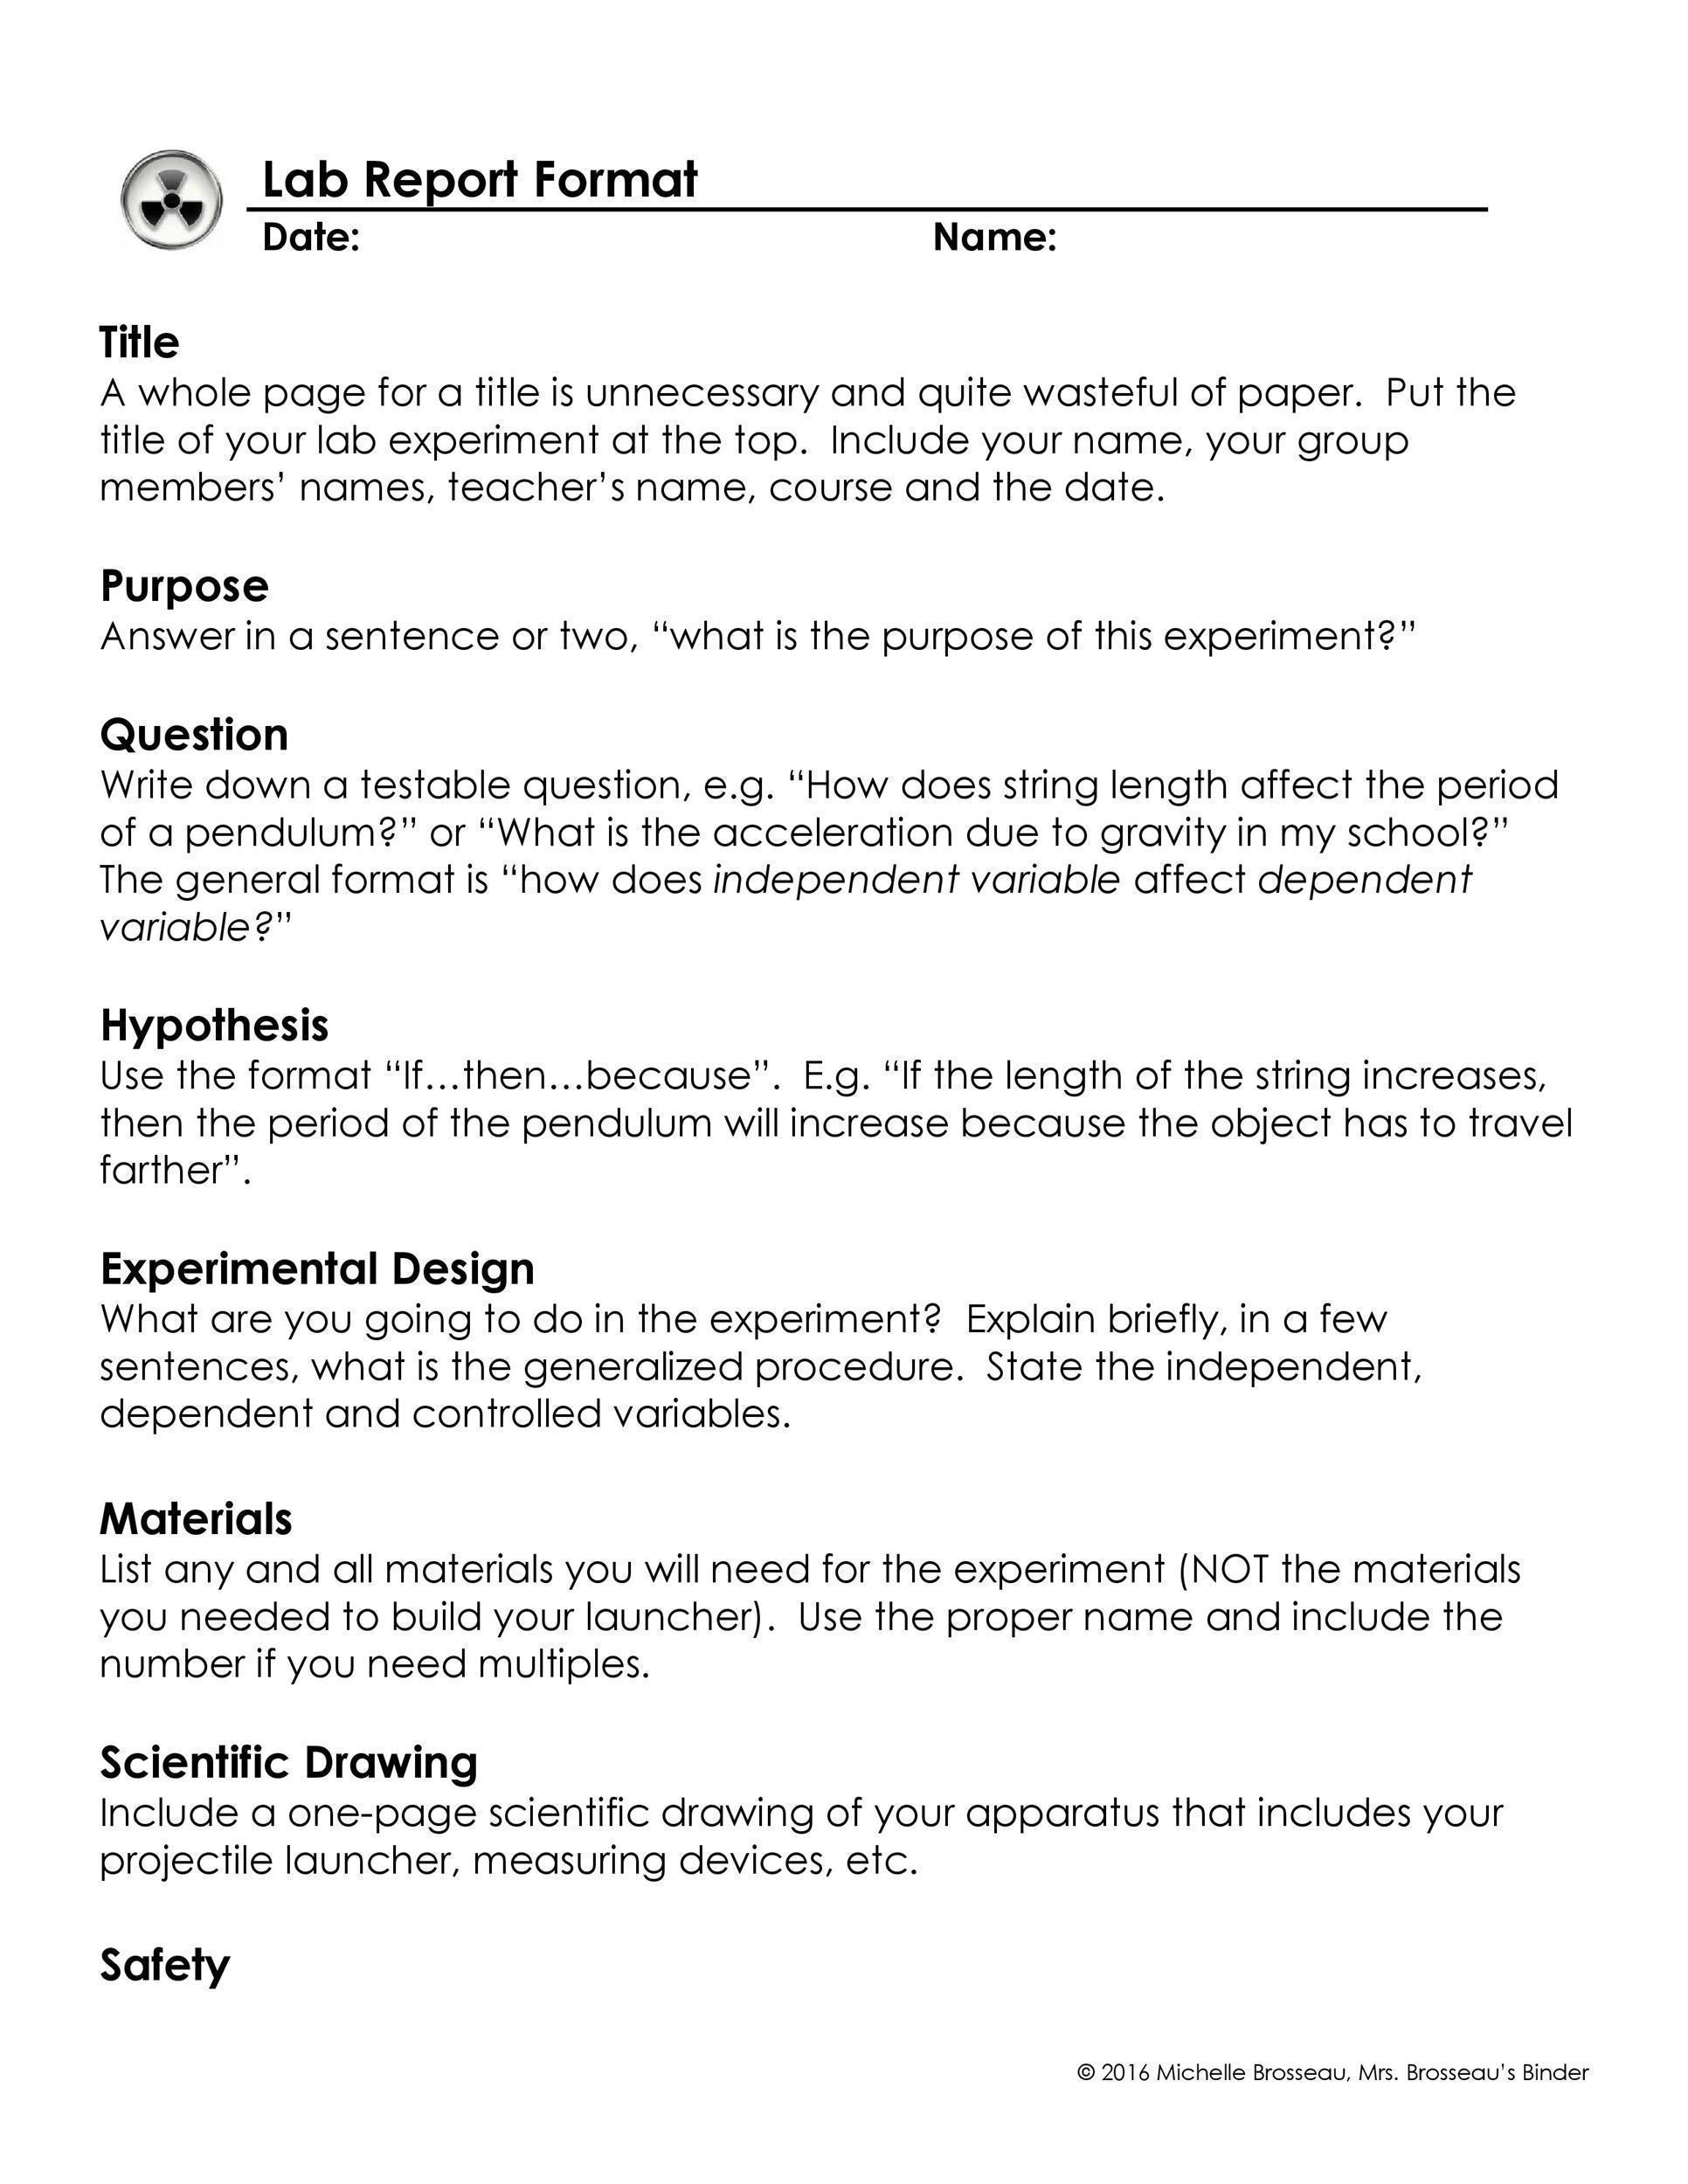 Lab Report Format
Date: Name:
Title
A whole page for a title is unnecessary and quite wasteful of paper.  Put the
title of your lab experiment at the top.  Include your name, your group
members’ names, teacher’s name, course and the date.
Purpose
Answer in a sentence or two, “what is the purpose of this experiment?”
Question
Write down a testable question, e.g. “How does string length affect the period
of a pendulum?” or “What is the acceleration due to gravity in my school?”
The general format is “how does independent variable affect dependent
variable?”
Hypothesis
Use the format “If…then…because”.  E.g. “If the length of the string increases,
then the period of the pendulum will increase because the object has to travel
farther”.
Experimental Design
What are you going to do in the experiment?  Explain briefly, in a few
sentences, what is the generalized procedure.  State the independent,
dependent and controlled variables.
Materials
List any and all materials you will need for the experiment (NOT the materials
you needed to build your launcher).  Use the proper name and include the
number if you need multiples.
Scientific Drawing
Include a one-page scientific drawing of your apparatus that includes your
projectile launcher, measuring devices, etc.
Safety
© 2016 Michelle Brosseau, Mrs. Brosseau’s Binder